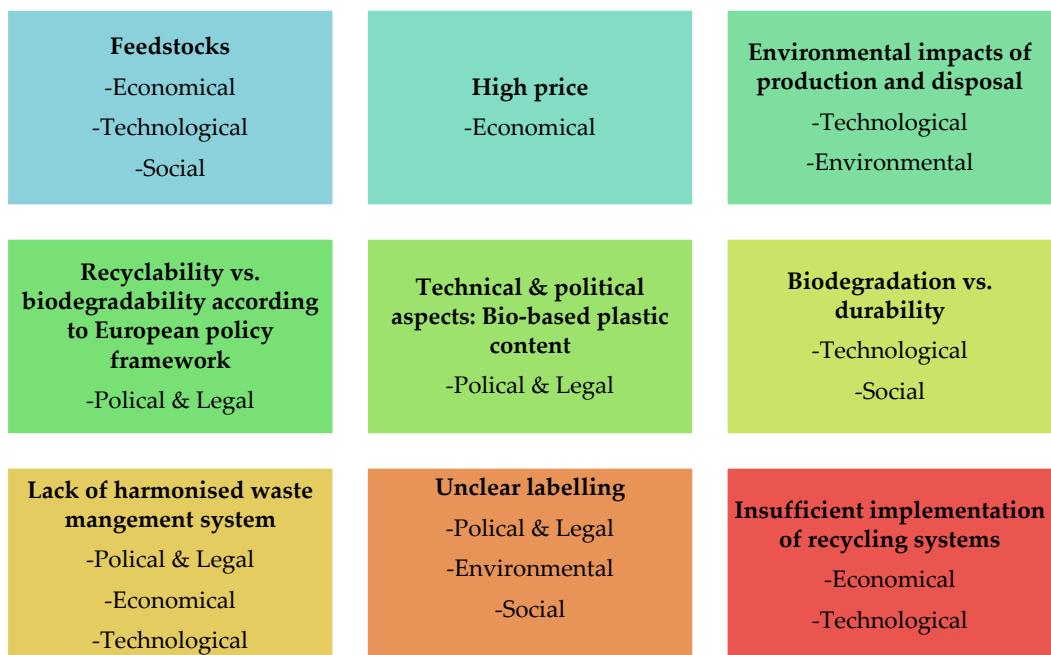 Feedstocks
-Economical
-Technological
-Social
High price
-Economical
Environmental impacts of
production and disposal
-Technological
-Environmental
Recyclability vs.
biodegradability according
to European policy
framework
-Polical & Legal
Technical & political
aspects: Bio-based plastic
content
-Polical & Legal
Biodegradation vs.
durability
-Technological
-Social
Lack of harmonised waste
mangement system
-Polical & Legal
-Economical
-Technological
Unclear labelling
-Polical & Legal
-Environmental
-Social
Insufficient implementation
of recycling systems
-Economical
-Technological